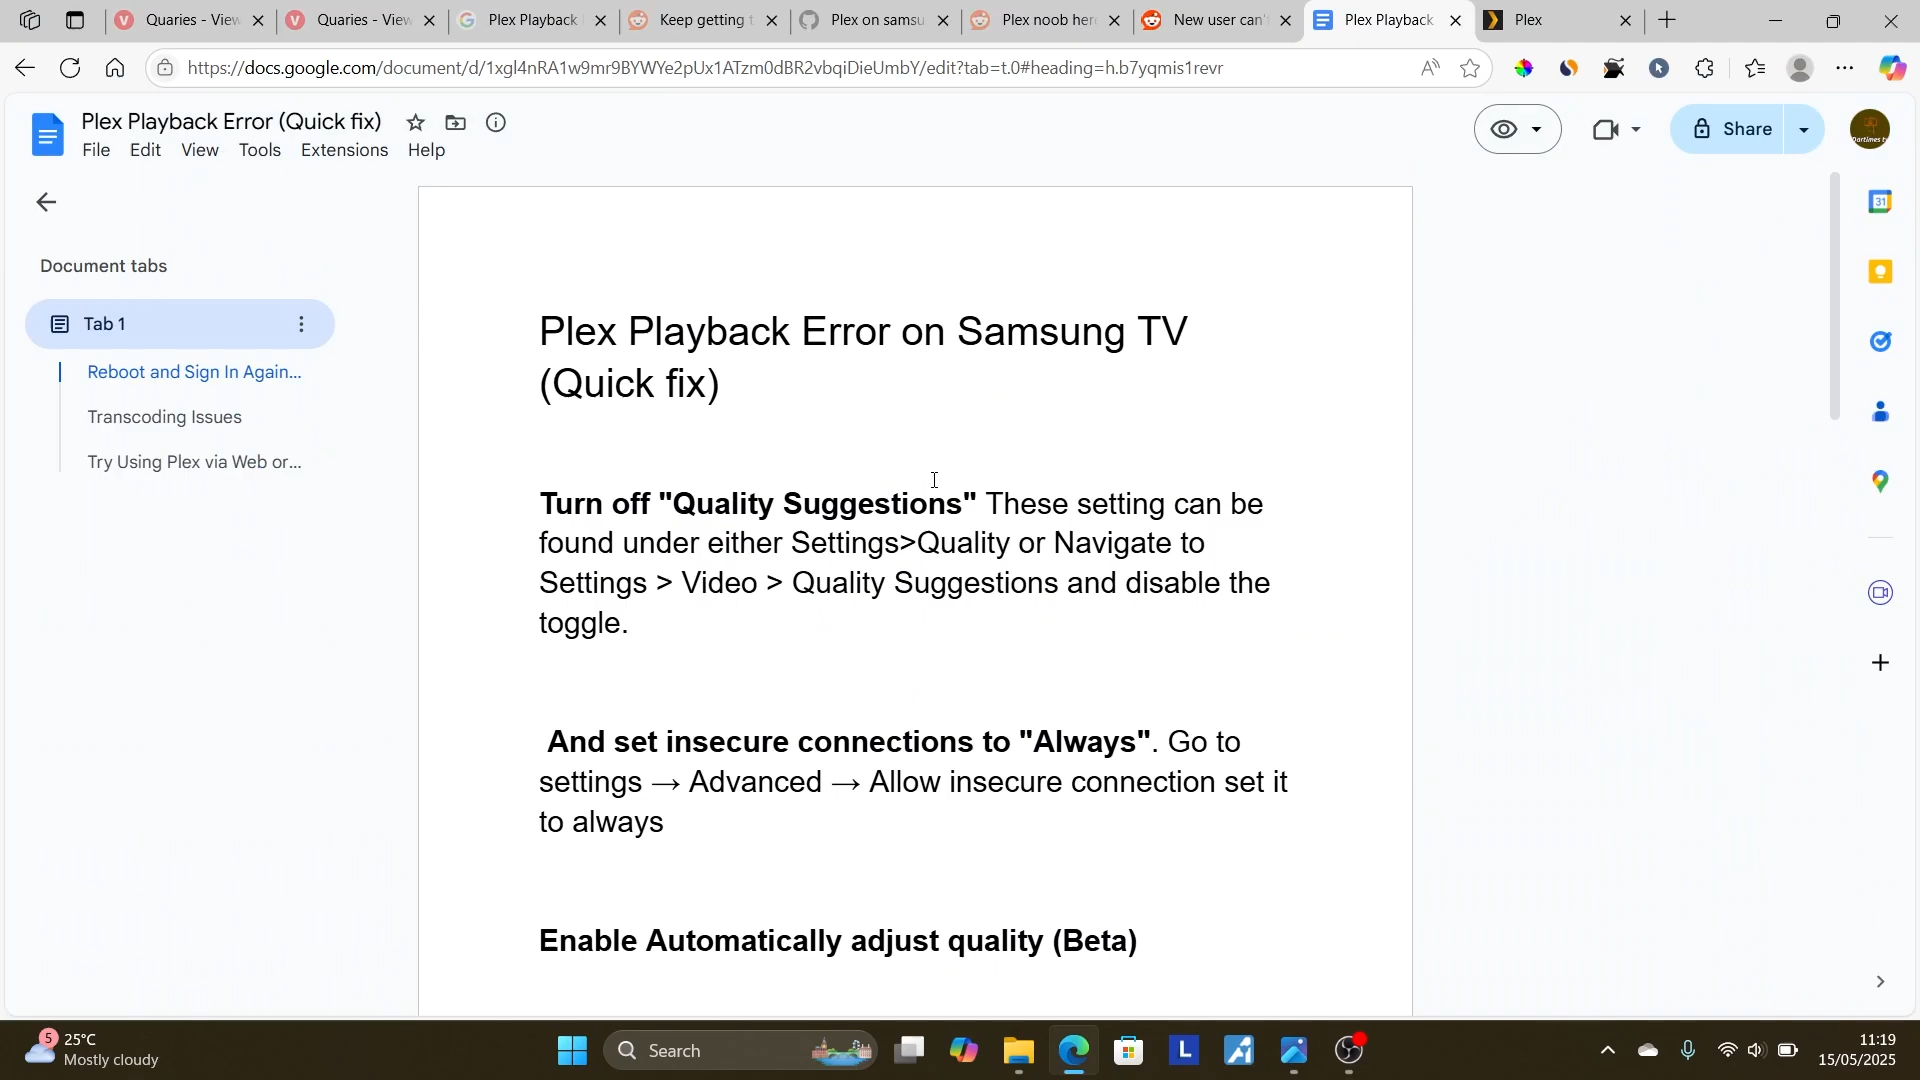 Quaries - View
Quaries - View
Plex Playback
Keep getting t
Plex on samsu
Plex noob her
New user can'
Plex Playback
Plex
https://docs.google.com/document/d/1xgl4nRA1w9mr9BYWYe2pUx1ATzm0dBR2vbqiDieUmbY/edit?tab=t.0#heading=h.b7yqmis1revr
Plex Playback Error (Quick fix)
File Edit View Tools Extensions Help
Share
Document tabs
Tab 1
Reboot and Sign In Again...
Transcoding Issues
Try Using Plex via Web or...
Plex Playback Error on Samsung TV
(Quick fix)
Turn off "Quality Suggestions" These setting can be
found under either Settings>Quality or Navigate to
Settings > Video > Quality Suggestions and disable the
toggle.
And set insecure connections to "Always". Go to
settings → Advanced → Allow insecure connection set it
to always
Enable Automatically adjust quality (Beta)
31
5
25°C
Mostly cloudy
Search
L
11:19
15/05/2025